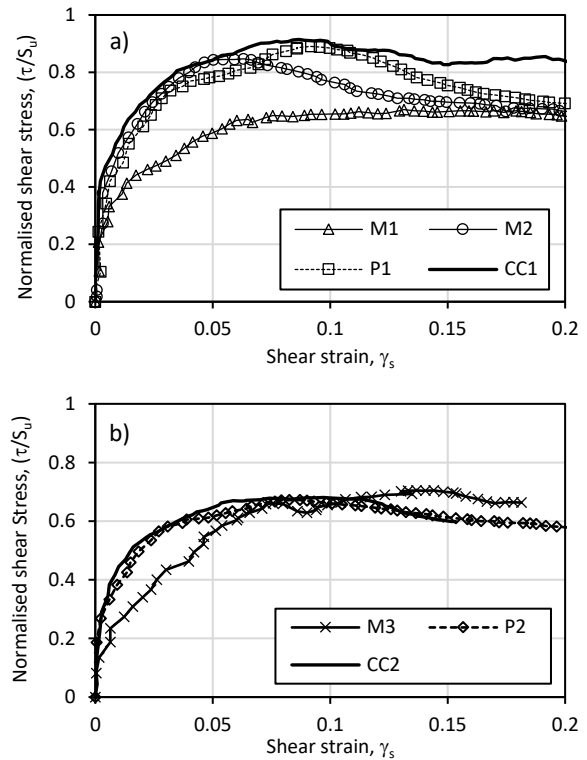 a)
Normalised shear stress, (τ/Sᵤ)
1
0.8
0.6
0.4
0.2
0
M1
M2
P1
CC1
0 0.05 0.1 0.15 0.2
Shear strain, γₛ
b)
Normalised shear Stress, (τ/Sᵤ)
1
0.8
0.6
0.4
0.2
0
M3
P2
CC2
0 0.05 0.1 0.15 0.2
Shear strain, γₛ